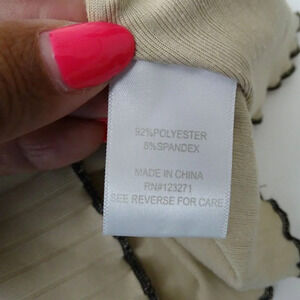 92%POLYESTER
8%SPANDEX
MADE IN CHINA
RN#123271
SEE REVERSE FOR CARE